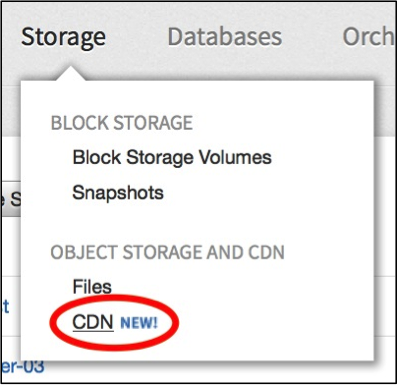 Storage Databases Orch
BLOCK STORAGE
Block Storage Volumes
Snapshots
e S
OBJECT STORAGE AND CDN
Files
t
CDN NEW!
er-03